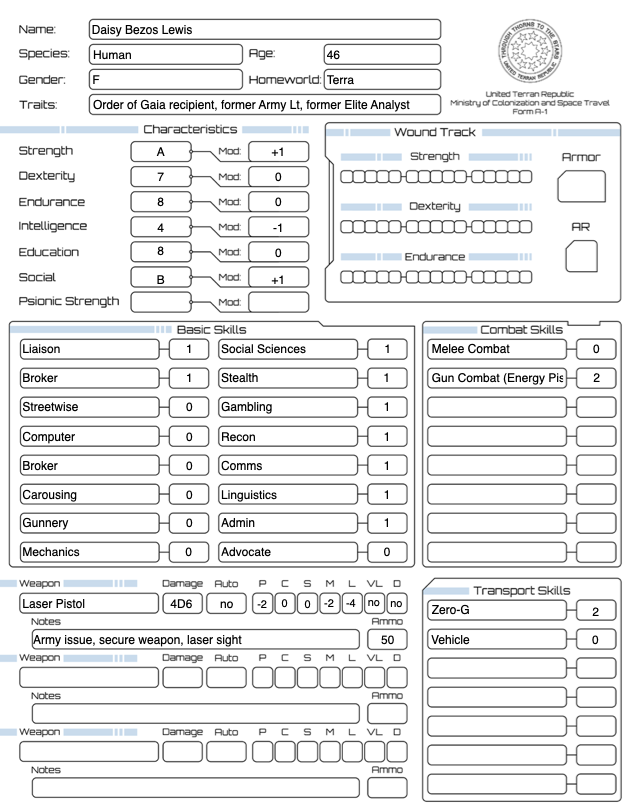 Name: Daisy Bezos Lewis
Species: Human Age: 46
Gender: F Homeworld: Terra
Traits: Order of Gaia recipient, former Army Lt, former Elite Analyst
THROUGH THORNS TO THE STARS
UNITED TERRAN REPUBLIC
United Terran Republic
Ministry of Colonization and Space Travel
Form A-1
Characteristics
Strength A Mod: +1
Dexterity 7 Mod: 0
Endurance 8 Mod: 0
Intelligence 4 Mod: -1
Education 8 Mod: 0
Social B Mod: +1
Psionic Strength Mod:
Wound Track
Strength
Dexterity
Endurance
Armor
AR
Basic Skills
Liaison 1 Social Sciences 1
Broker 1 Stealth 1
Streetwise 0 Gambling 1
Computer 0 Recon 1
Broker 0 Comms 1
Carousing 0 Linguistics 1
Gunnery 0 Admin 1
Mechanics 0 Advocate 0
Combat Skills
Melee Combat 0
Gun Combat (Energy Pis 2
Weapon Damage Auto P C S M L VL D
Laser Pistol 4D6 no -2 0 0 -2 -4 no no
Notes Ammo
Army issue, secure weapon, laser sight 50
Weapon Damage Auto P C S M L VL D
Notes Ammo
Weapon Damage Auto P C S M L VL D
Notes Ammo
Transport Skills
Zero-G 2
Vehicle 0